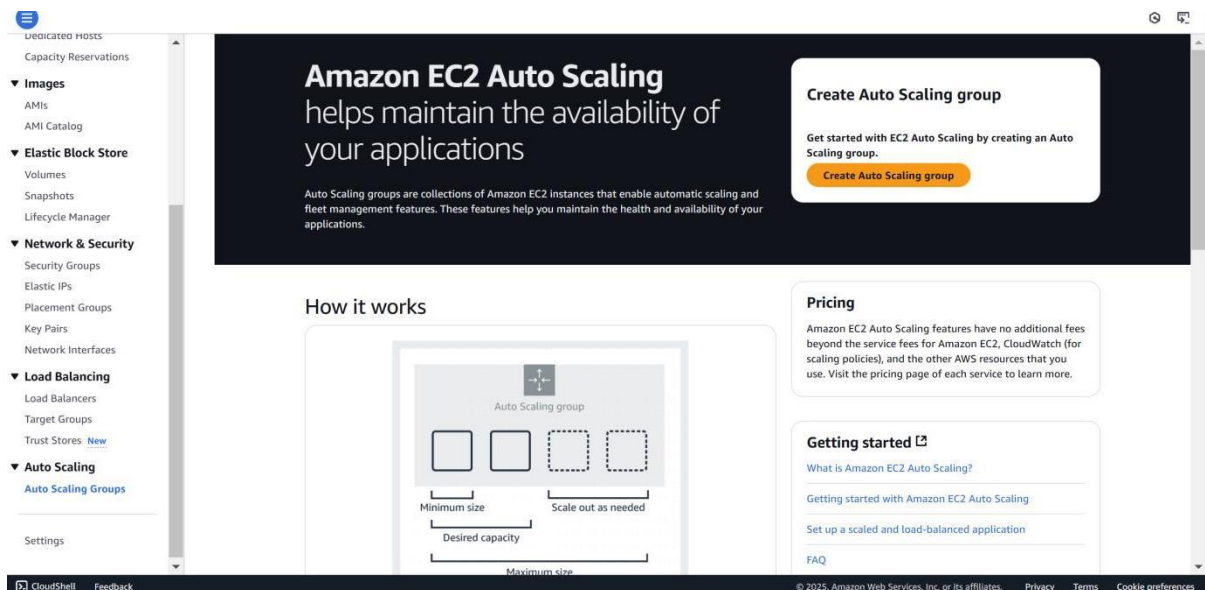 Dedicated Hosts
Capacity Reservations
Images
AMIs
AMI Catalog
Elastic Block Store
Volumes
Snapshots
Lifecycle Manager
Network & Security
Security Groups
Elastic IPs
Placement Groups
Key Pairs
Network Interfaces
Load Balancing
Load Balancers
Target Groups
Trust Stores New
Auto Scaling
Auto Scaling Groups
Settings
Amazon EC2 Auto Scaling
helps maintain the availability of
your applications
Auto Scaling groups are collections of Amazon EC2 instances that enable automatic scaling and
fleet management features. These features help you maintain the health and availability of your
applications.
Create Auto Scaling group
Get started with EC2 Auto Scaling by creating an Auto
Scaling group.
Create Auto Scaling group
How it works
Auto Scaling group
Minimum size
Scale out as needed
Desired capacity
Maximum size
Pricing
Amazon EC2 Auto Scaling features have no additional fees
beyond the service fees for Amazon EC2, CloudWatch (for
scaling policies), and the other AWS resources that you
use. Visit the pricing page of each service to learn more.
Getting started
What is Amazon EC2 Auto Scaling?
Getting started with Amazon EC2 Auto Scaling
Set up a scaled and load-balanced application
FAQ
CloudShell Feedback
© 2025, Amazon Web Services, Inc. or its affiliates. Privacy Terms Cookie preferences